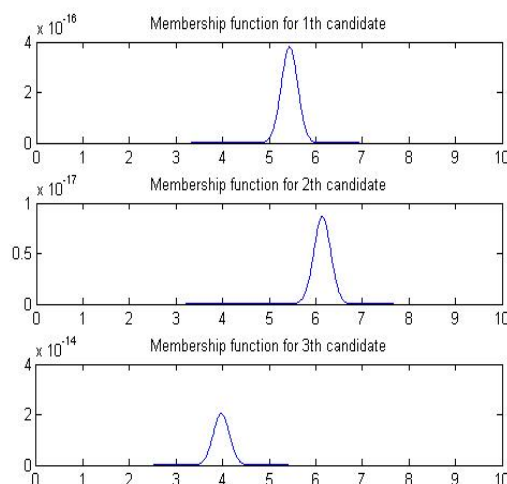 Membership function for 1th candidate
x 10^-16
4
2
0
0 1 2 3 4 5 6 7 8 9 10
Membership function for 2th candidate
x 10^-17
1
0.5
0
0 1 2 3 4 5 6 7 8 9 10
Membership function for 3th candidate
x 10^-14
4
2
0
0 1 2 3 4 5 6 7 8 9 10